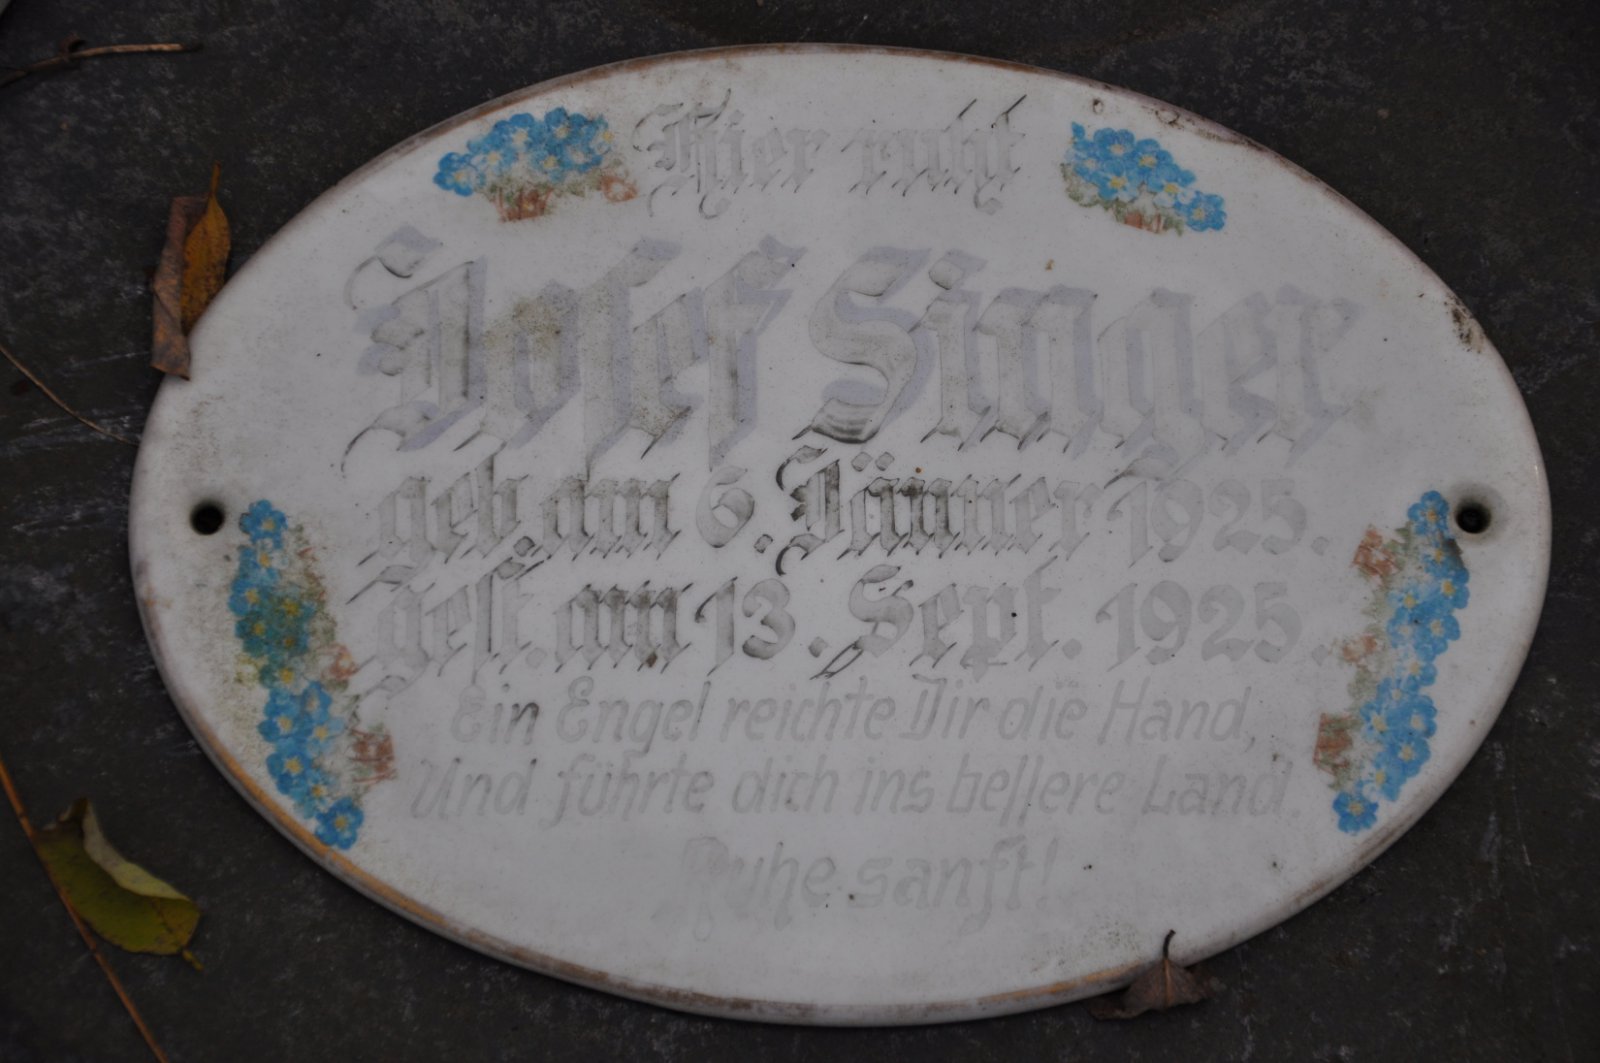 Hier ruht
Josef Singer
geb. am 6. Jänner 1925.
gest. am 13. Sept. 1925.
Ein Engel reichte Dir die Hand,
Und führte dich ins bessere Land.
Ruhe sanft!